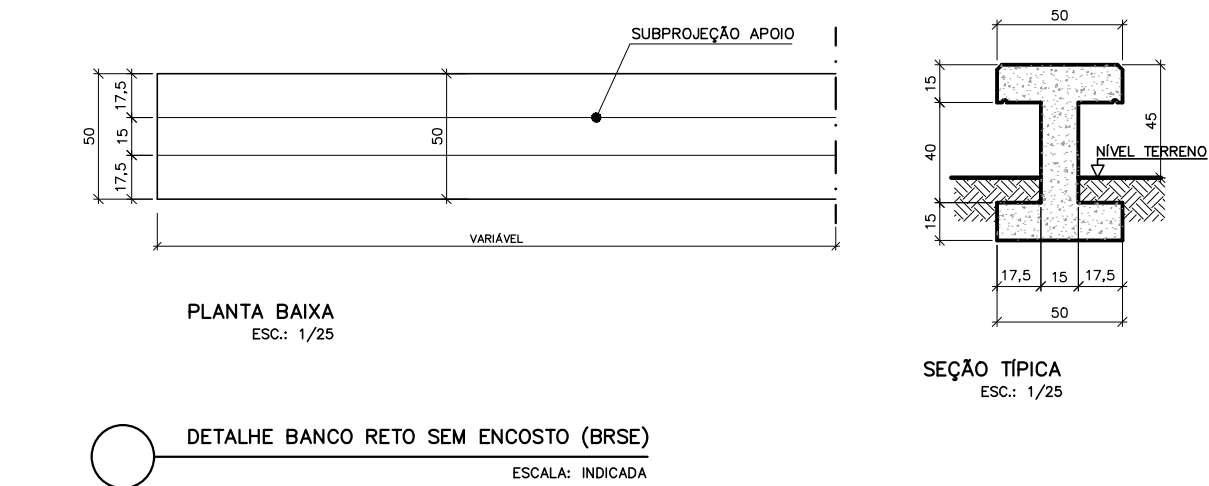 SUBPROJEÇÃO APOIO
50
17,5
15
17,5
50
VARIÁVEL
PLANTA BAIXA
ESC.: 1/25
50
15
40
15
45
NÍVEL TERRENO
17,5 15 17,5
50
SEÇÃO TÍPICA
ESC.: 1/25
DETALHE BANCO RETO SEM ENCOSTO (BRSE)
ESCALA: INDICADA